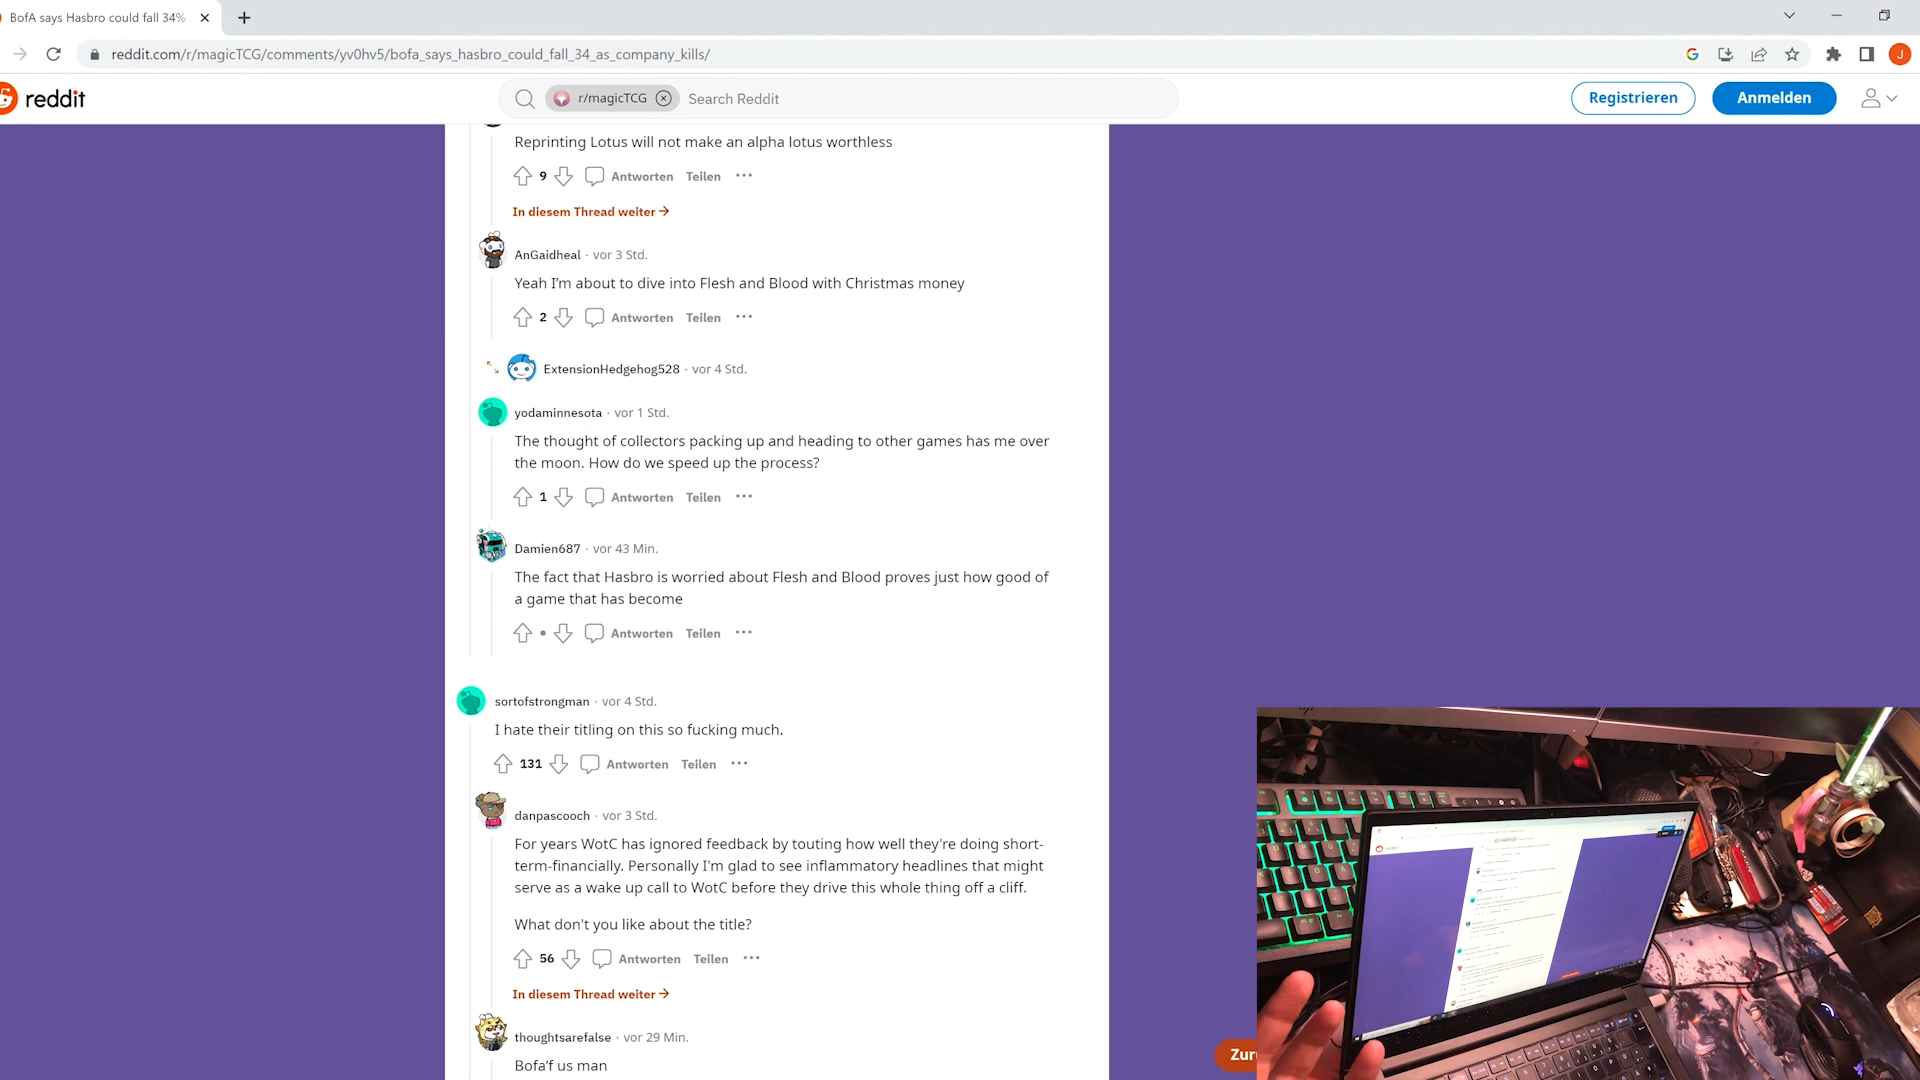 BofA says Hasbro could fall 34%
reddit.com/r/magicTCG/comments/yv0hv5/bofa_says_hasbro_could_fall_34_as_company_kills/
J
reddit
r/magicTCG
Search Reddit
Registrieren
Anmelden
Reprinting Lotus will not make an alpha lotus worthless
9 Antworten Teilen
In diesem Thread weiter
AnGaidheal · vor 3 Std.
Yeah I'm about to dive into Flesh and Blood with Christmas money
2 Antworten Teilen
ExtensionHedgehog528 · vor 4 Std.
yodaminnesota · vor 1 Std.
The thought of collectors packing up and heading to other games has me over
the moon. How do we speed up the process?
1 Antworten Teilen
Damien687 · vor 43 Min.
The fact that Hasbro is worried about Flesh and Blood proves just how good of
a game that has become
• Antworten Teilen
sortofstrongman · vor 4 Std.
I hate their titling on this so fucking much.
131 Antworten Teilen
danpascooch · vor 3 Std.
For years WotC has ignored feedback by touting how well they're doing short-
term-financially. Personally I'm glad to see inflammatory headlines that might
serve as a wake up call to WotC before they drive this whole thing off a cliff.
What don't you like about the title?
56 Antworten Teilen
In diesem Thread weiter
thoughtsarefalse · vor 29 Min.
Bofa'f us man
Zur